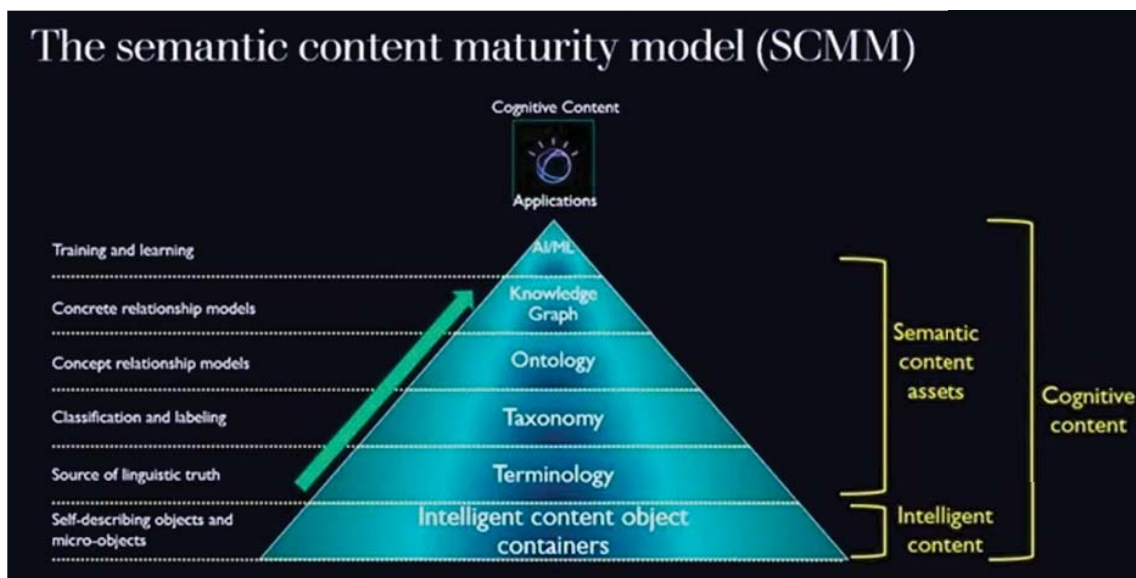 The semantic content maturity model (SCMM)
Cognitive Content
Applications
Training and learning
AI/ML
Concrete relationship models
Knowledge
Graph
Concept relationship models
Ontology
Classification and labeling
Taxonomy
Source of linguistic truth
Terminology
Self-describing objects and
micro-objects
Intelligent content object
containers
Semantic
content
assets
Cognitive
content
Intelligent
content